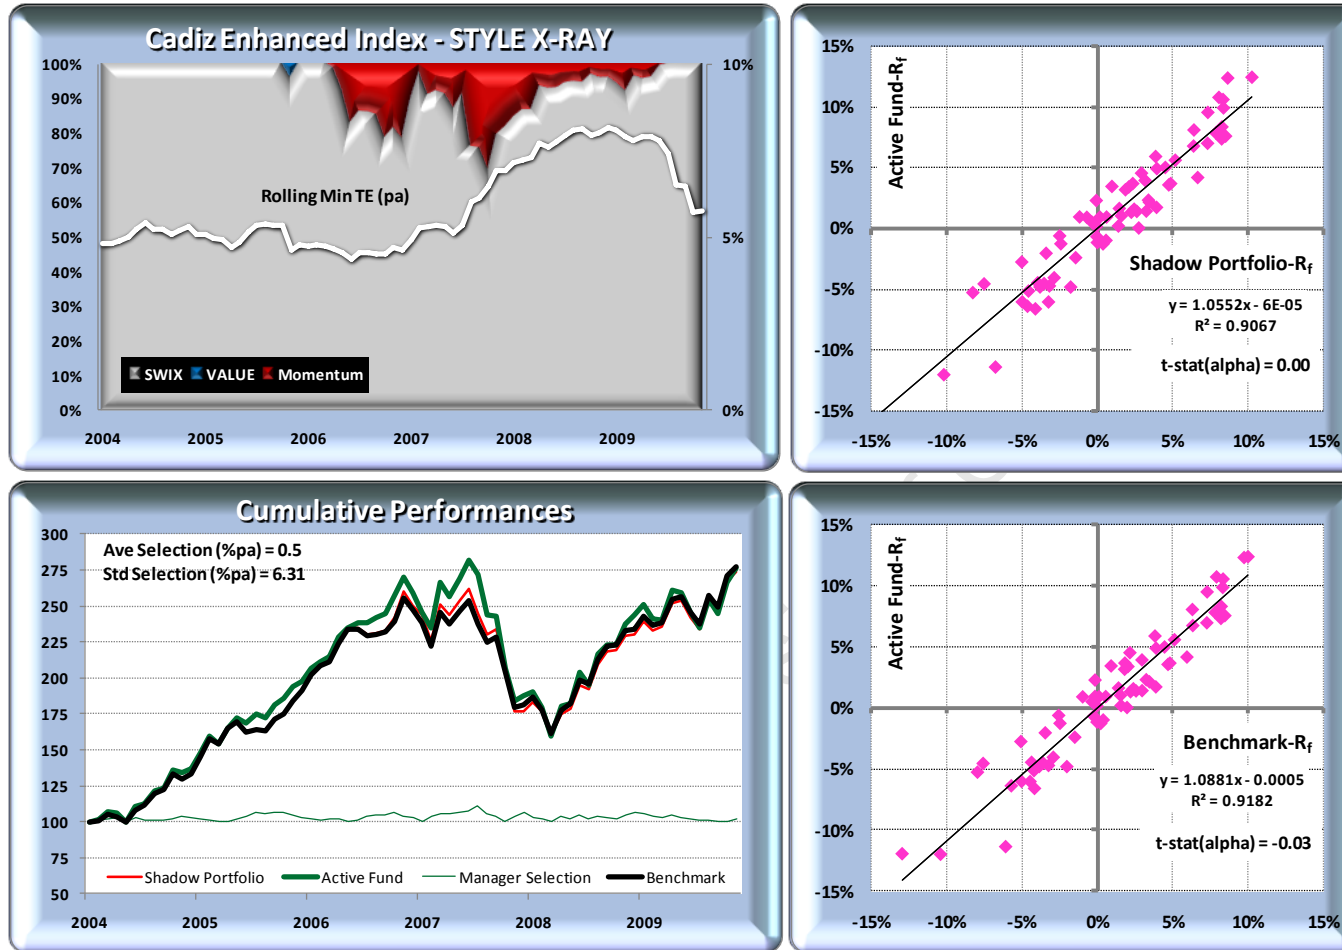 Cadiz Enhanced Index - STYLE X-RAY
100%
90%
80%
70%
60%
50%
40%
30%
20%
10%
0%
10%
5%
0%
Rolling Min TE (pa)
SWIX VALUE Momentum
2004 2005 2006 2007 2008 2009
15%
10%
5%
0%
-5%
-10%
-15%
Active Fund-Rf
Shadow Portfolio-Rf
y = 1.0552x - 6E-05
R² = 0.9067
t-stat(alpha) = 0.00
-15% -10% -5% 0% 5% 10% 15%
Cumulative Performances
300
275
250
225
200
175
150
125
100
75
50
Ave Selection (%pa) = 0.5
Std Selection (%pa) = 6.31
Shadow Portfolio Active Fund Manager Selection Benchmark
2004 2005 2006 2007 2008 2009
15%
10%
5%
0%
-5%
-10%
-15%
Active Fund-Rf
Benchmark-Rf
y = 1.0881x - 0.0005
R² = 0.9182
t-stat(alpha) = -0.03
-15% -10% -5% 0% 5% 10% 15%